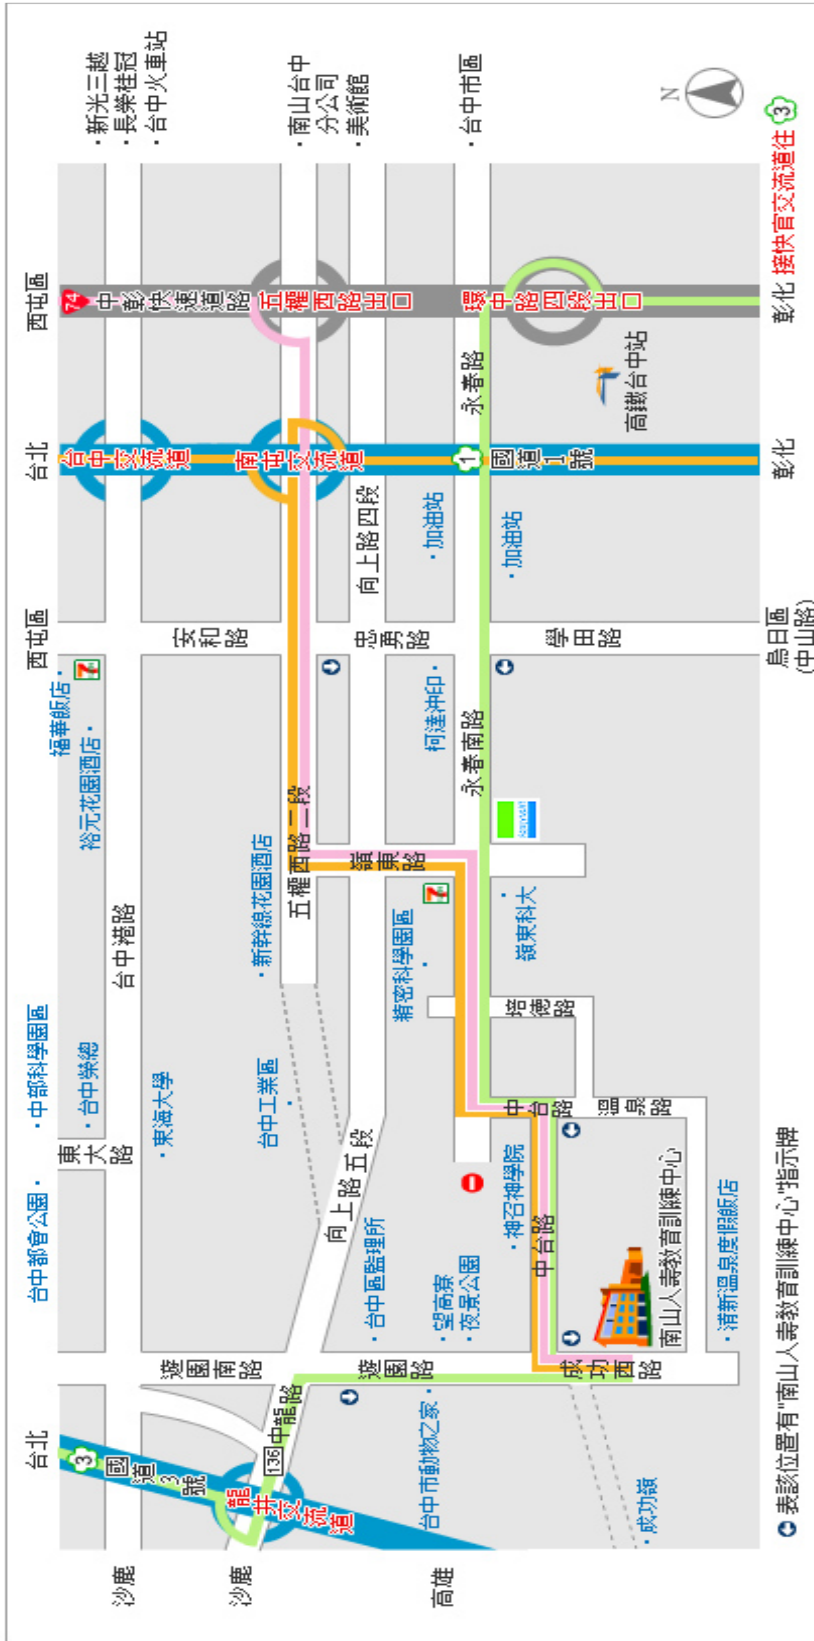 ・新光三越
・長榮桂冠
・台中火車站
・南山台中
分公司
・美術館
・台中市區
N
西屯區
74
中彰快速道路
五權西路出口
環中路四段出口
彰化
接快官交流道往
3
永春路
高鐵台中站
台北
台中交流道
南屯交流道
1
國道1號
彰化
向上路四段
・加油站
・加油站
西屯區
安和路
忠勇路
學田路
烏日區
(中山路)
福華飯店・
7
裕元花園酒店・
柯達沖印・
永春南路
五權西路二段
・新幹線花園酒店
嶺東路
7
精密科學園區・
・嶺東科大
台中港路
・中部科學園區
・台中榮總
・東海大學
台中工業區・
培德路
東大路
中台路
溫泉路
台中都會公園・
向上路五段
・台中區監理所
・望高寮
夜景公園
・神召神學院
中台路
南山人壽教育訓練中心
・清新溫泉度假飯店
遊園南路
遊園路
成功西路
台北
3
國道3號
龍井交流道
136
中龍路
台中市動物之家・
・成功嶺
沙鹿
沙鹿
高雄
表該位置有"南山人壽教育訓練中心"指示牌